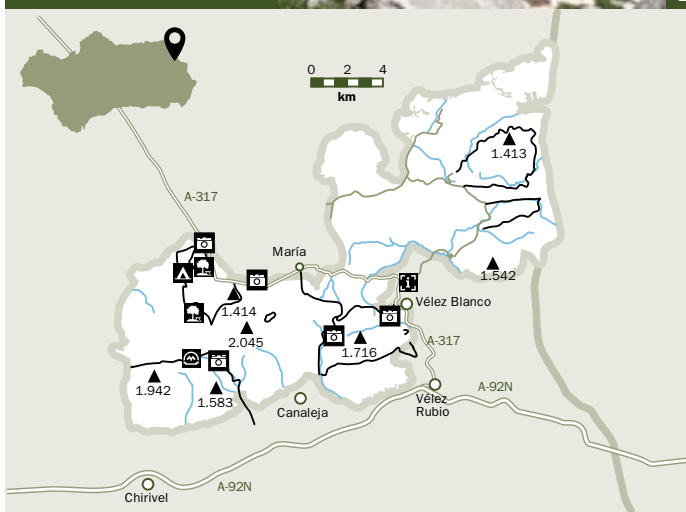 0 2 4
km
1.413
A-317
María
1.542
Vélez Blanco
1.414
2.045
1.716
A-317
1.942
1.583
Canaleja
Vélez
Rubio
A-92N
Chirivel
A-92N